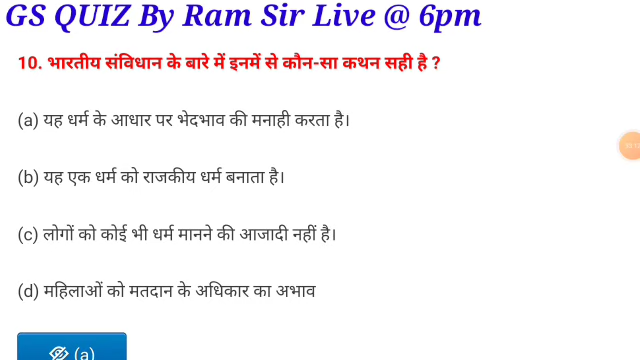 GS QUIZ By Ram Sir Live @ 6pm
10. भारतीय संविधान के बारे में इनमें से कौन-सा कथन सही है ?
(a) यह धर्म के आधार पर भेदभाव की मनाही करता है।
(b) यह एक धर्म को राजकीय धर्म बनाता है।
(c) लोगों को कोई भी धर्म मानने की आजादी नहीं है।
(d) महिलाओं को मतदान के अधिकार का अभाव
(a)